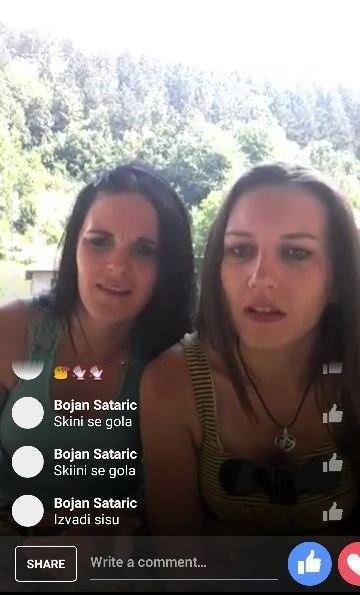 Bojan Sataric
Skini se gola
Bojan Sataric
Skiini se gola
Bojan Sataric
Izvadi sisu
SHARE
Write a comment...